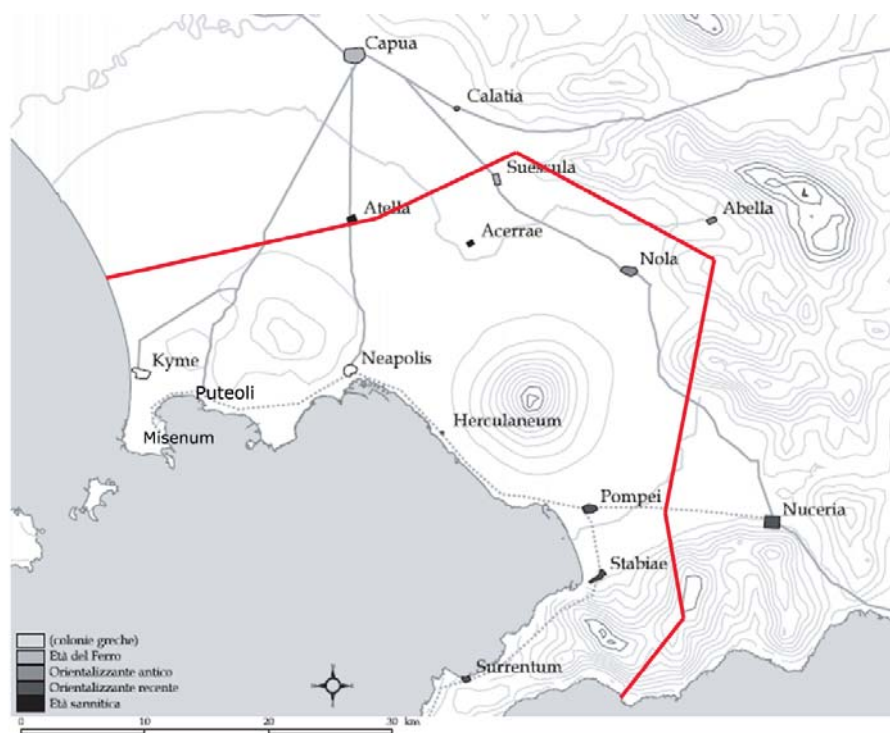 Capua
Calatia
Suessula
Atella
Abella
Acerrae
Nola
Kyme
Neapolis
Puteoli
Herculaneum
Misenum
Pompei
Nuceria
Stabiae
Surrentum
(colonie greche)
Età del Ferro
Orientalizzante antico
Orientalizzante recente
Età sannitica
0 10 20 30 km